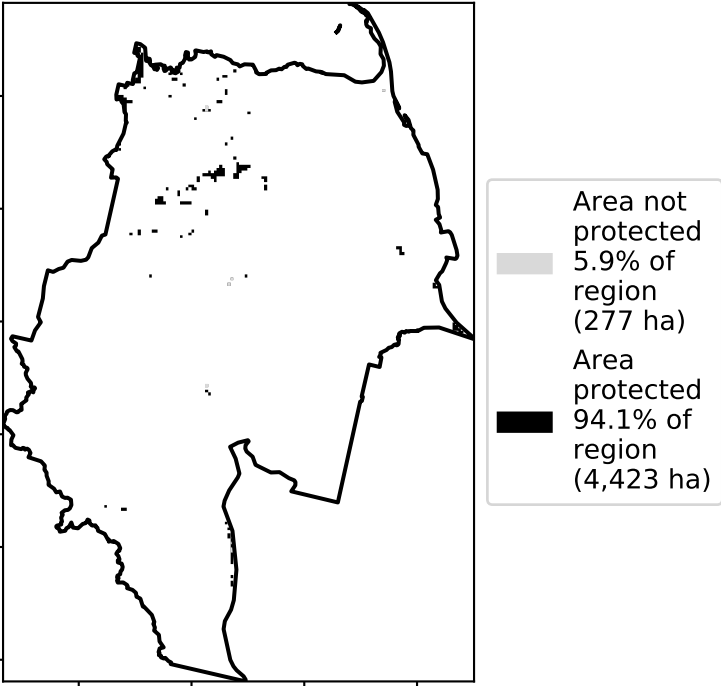 Area not
protected
5.9% of
region
(277 ha)
Area
protected
94.1% of
region
(4,423 ha)